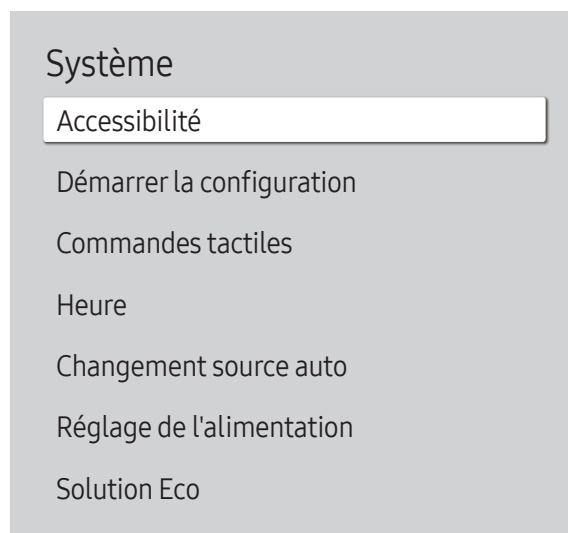 Système
Accessibilité
Démarrer la configuration
Commandes tactiles
Heure
Changement source auto
Réglage de l'alimentation
Solution Eco